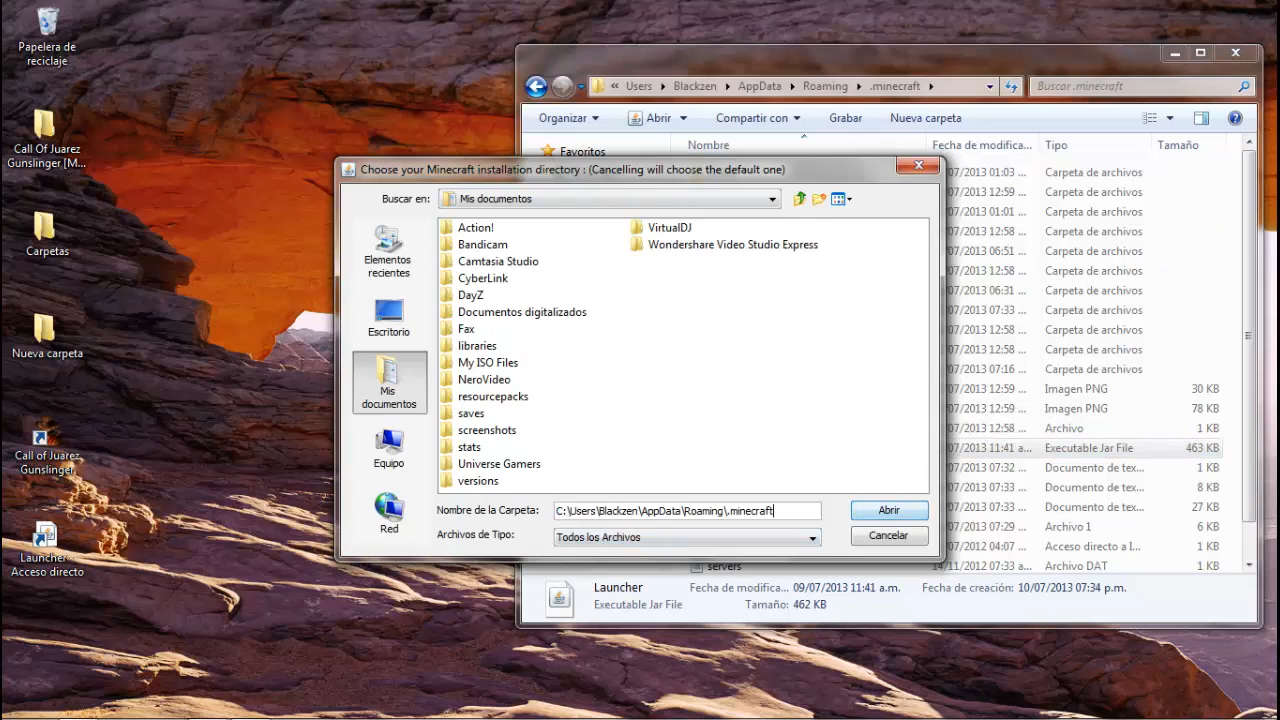 Papelera de
reciclaje
Call Of Juarez
Gunslinger [M...
Carpetas
Nueva carpeta
Call of Juarez
Gunslinger
Launcher -
Acceso directo
« Users Blackzen AppData Roaming .minecraft
Buscar .minecraft
Organizar Abrir Compartir con Grabar Nueva carpeta
Favoritos
Nombre Fecha de modifica... Tipo Tamaño
Choose your Minecraft installation directory : (Cancelling will choose the default one)
Buscar en: Mis documentos
Elementos
recientes
Escritorio
Mis
documentos
Equipo
Red
Action!
Bandicam
Camtasia Studio
CyberLink
DayZ
Documentos digitalizados
Fax
libraries
My ISO Files
NeroVideo
resourcepacks
saves
screenshots
stats
Universe Gamers
versions
VirtualDJ
Wondershare Video Studio Express
Nombre de la Carpeta: C:\Users\Blackzen\AppData\Roaming\.minecraft
Abrir
Archivos de Tipo: Todos los Archivos
Cancelar
/07/2013 01:03 ... Carpeta de archivos
/07/2013 12:59 ... Carpeta de archivos
/07/2013 01:01 ... Carpeta de archivos
/07/2013 12:58 ... Carpeta de archivos
/07/2013 06:51 ... Carpeta de archivos
/07/2013 12:58 ... Carpeta de archivos
/07/2013 06:31 ... Carpeta de archivos
/07/2013 07:33 ... Carpeta de archivos
/07/2013 12:58 ... Carpeta de archivos
/07/2013 12:58 ... Carpeta de archivos
/07/2013 07:16 ... Carpeta de archivos
/07/2013 12:59 ... Imagen PNG 30 KB
/07/2013 12:59 ... Imagen PNG 78 KB
/07/2013 12:58 ... Archivo 1 KB
/07/2013 11:41 a... Executable Jar File 463 KB
/07/2013 07:32 ... Documento de tex... 1 KB
/07/2013 07:33 ... Documento de tex... 8 KB
/07/2013 07:33 ... Documento de tex... 27 KB
/07/2013 07:29 ... Archivo 1 6 KB
/07/2012 04:07 ... Acceso directo a I... 1 KB
servers 14/11/2012 07:33 ... Archivo DAT 1 KB
Launcher Fecha de modifica... 09/07/2013 11:41 a.m. Fecha de creación: 10/07/2013 07:34 p.m.
Executable Jar File Tamaño: 462 KB